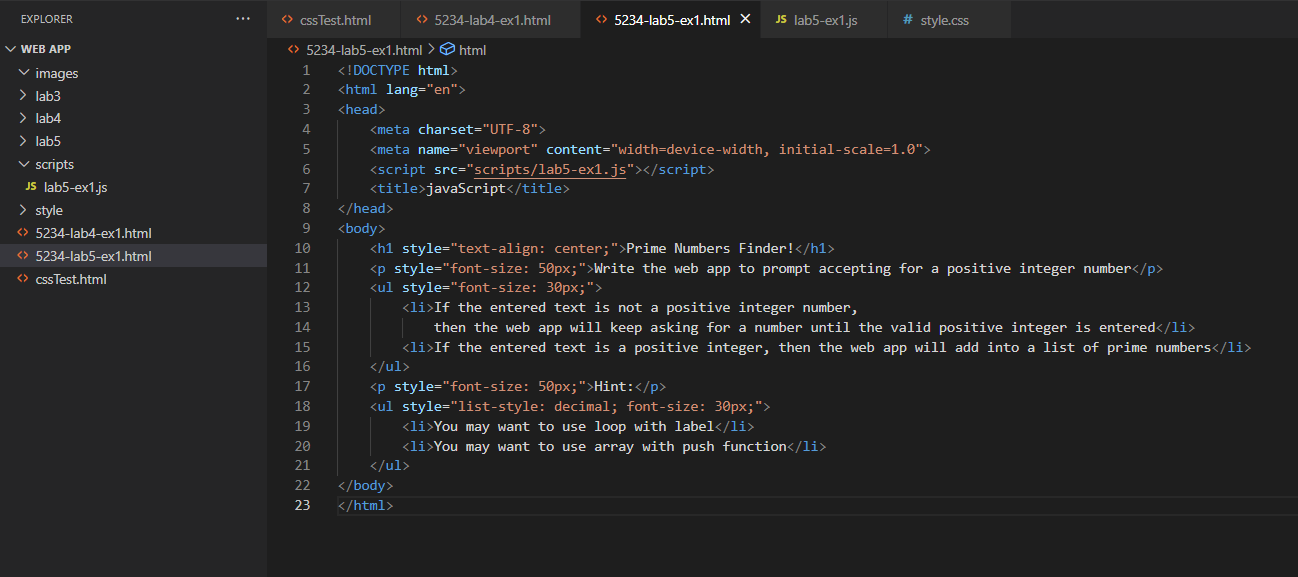 EXPLORER ···
WEB APP
images
lab3
lab4
lab5
scripts
JS lab5-ex1.js
style
<> 5234-lab4-ex1.html
<> 5234-lab5-ex1.html
<> cssTest.html
<> cssTest.html <> 5234-lab4-ex1.html <> 5234-lab5-ex1.html × JS lab5-ex1.js # style.css
<> 5234-lab5-ex1.html > html
1 <!DOCTYPE html>
2 <html lang="en">
3 <head>
4     <meta charset="UTF-8">
5     <meta name="viewport" content="width=device-width, initial-scale=1.0">
6     <script src="scripts/lab5-ex1.js"></script>
7     <title>javaScript</title>
8 </head>
9 <body>
10     <h1 style="text-align: center;">Prime Numbers Finder!</h1>
11     <p style="font-size: 50px;">Write the web app to prompt accepting for a positive integer number</p>
12     <ul style="font-size: 30px;">
13         <li>If the entered text is not a positive integer number,
14             then the web app will keep asking for a number until the valid positive integer is entered</li>
15         <li>If the entered text is a positive integer, then the web app will add into a list of prime numbers</li>
16     </ul>
17     <p style="font-size: 50px;">Hint:</p>
18     <ul style="list-style: decimal; font-size: 30px;">
19         <li>You may want to use loop with label</li>
20         <li>You may want to use array with push function</li>
21     </ul>
22 </body>
23 </html>